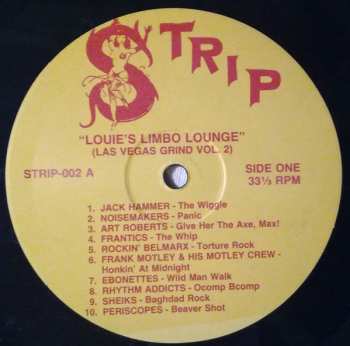 STRIP
"LOUIE'S LIMBO LOUNGE"
(LAS VEGAS GRIND VOL. 2)
STRIP-002 A
SIDE ONE
33⅓ RPM
1. JACK HAMMER - The Wiggle
2. NOISEMAKERS - Panic
3. ART ROBERTS - Give Her The Axe, Max!
4. FRANTICS - The Whip
5. ROCKIN' BELMARX - Torture Rock
6. FRANK MOTLEY & HIS MOTLEY CREW -
Honkin' At Midnight
7. EBONETTES - Wild Man Walk
8. RHYTHM ADDICTS - Ocomp Bcomp
9. SHEIKS - Baghdad Rock
10. PERISCOPES - Beaver Shot